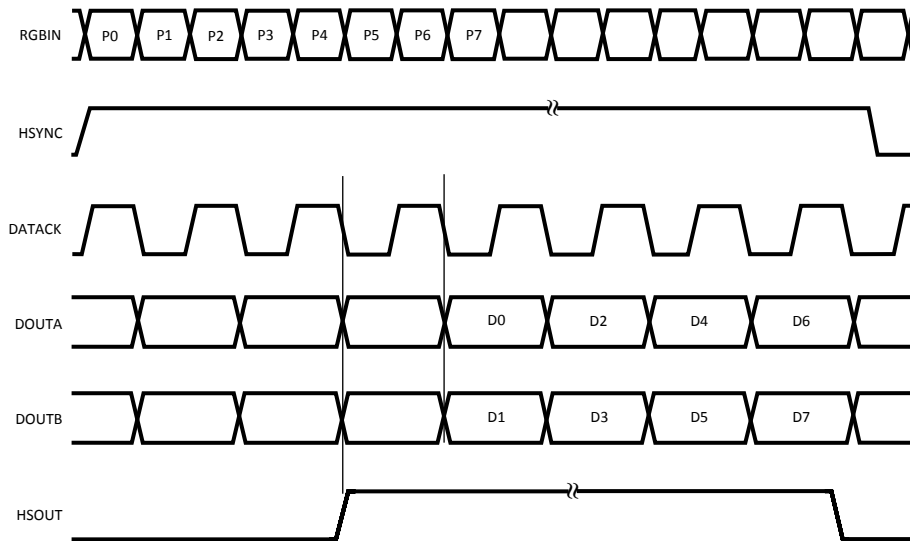 RGBIN P0 P1 P2 P3 P4 P5 P6 P7
HSYNC
DATACK
DOUTA D0 D2 D4 D6
DOUTB D1 D3 D5 D7
HSOUT